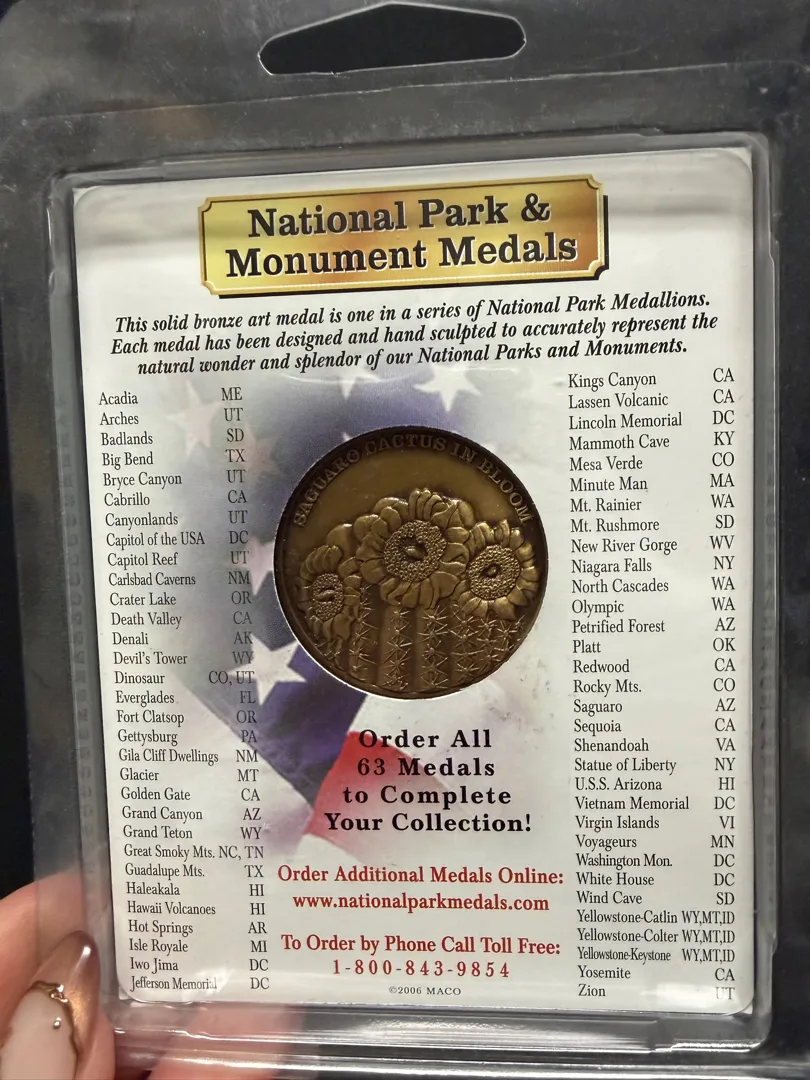 National Park &
Monument Medals
This solid bronze art medal is one in a series of National Park Medallions.
Each medal has been designed and hand sculpted to accurately represent the
natural wonder and splendor of our National Parks and Monuments.
Acadia ME
Arches UT
Badlands SD
Big Bend TX
Bryce Canyon UT
Cabrillo CA
Canyonlands UT
Capitol of the USA DC
Capitol Reef UT
Carlsbad Caverns NM
Crater Lake OR
Death Valley CA
Denali AK
Devil's Tower WY
Dinosaur CO, UT
Everglades FL
Fort Clatsop OR
Gettysburg PA
Gila Cliff Dwellings NM
Glacier MT
Golden Gate CA
Grand Canyon AZ
Grand Teton WY
Great Smoky Mts. NC, TN
Guadalupe Mts. TX
Haleakala HI
Hawaii Volcanoes HI
Hot Springs AR
Isle Royale MI
Iwo Jima DC
Jefferson Memorial DC
SAGUARO CACTUS IN BLOOM
Order All
63 Medals
to Complete
Your Collection!
Order Additional Medals Online:
www.nationalparkmedals.com
To Order by Phone Call Toll Free:
1-800-843-9854
©2006 MACO
Kings Canyon CA
Lassen Volcanic CA
Lincoln Memorial DC
Mammoth Cave KY
Mesa Verde CO
Minute Man MA
Mt. Rainier WA
Mt. Rushmore SD
New River Gorge WV
Niagara Falls NY
North Cascades WA
Olympic WA
Petrified Forest AZ
Platt OK
Redwood CA
Rocky Mts. CO
Saguaro AZ
Sequoia CA
Shenandoah VA
Statue of Liberty NY
U.S.S. Arizona HI
Vietnam Memorial DC
Virgin Islands VI
Voyageurs MN
Washington Mon. DC
White House DC
Wind Cave SD
Yellowstone-Catlin WY,MT,ID
Yellowstone-Colter WY,MT,ID
Yellowstone-Keystone WY,MT,ID
Yosemite CA
Zion UT